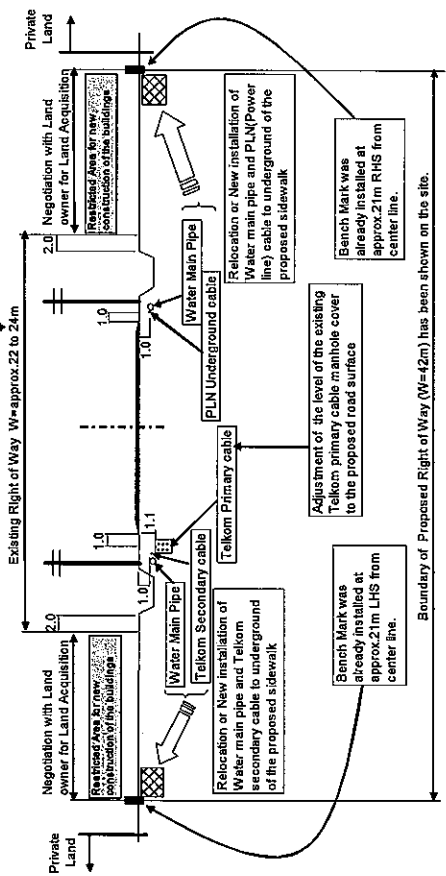 Existing Right of Way W=approx.22 to 24m
Private
Land
Negotiation with Land
owner for Land Acquisition
Restricted Area for new
construction of the buildings
2.0
1.0
1.0
1.1
1.0
1.0
2.0
Negotiation with Land
owner for Land Acquisition
Restricted Area for new
construction of the buildings
Private
Land
Water Main Pipe
Telkom Secondary cable
Telkom Primary cable
Water Main Pipe
PLN Underground cable
Relocation or New installation of
Water main pipe and Telkom
secondary cable to underground
of the proposed sidewalk
Relocation or New installation of
Water main pipe and PLN(Power
line) cable to underground of the
proposed sidewalk
Adjustment of the level of the existing
Telkom primary cable manhole cover
to the proposed road surface
Bench Mark was
already installed at
approx.21m LHS from
center line.
Bench Mark was
already installed at
approx.21m RHS from
center line.
Boundary of Proposed Right of Way (W=42m) has been shown on the site.